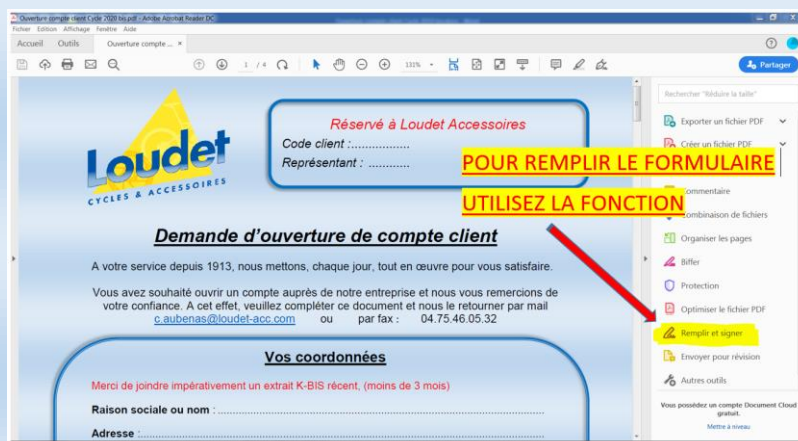 Ouverture compte client Cycle 2020 bis.pdf - Adobe Acrobat Reader DC
Fichier Edition Affichage Fenêtre Aide
Accueil Outils Ouverture compte ... ×
1 / 4 131%
Partager
Rechercher "Réduire la taille"
Exporter un fichier PDF
Créer un fichier PDF
Commentaire
Combinaison de fichiers
Organiser les pages
Biffer
Protection
Optimiser le fichier PDF
Remplir et signer
Envoyer pour révision
Autres outils
Vous possédez un compte Document Cloud
gratuit.
Mettre à niveau
Loudet
CYCLES & ACCESSOIRES
Réservé à Loudet Accessoires
Code client :.................
Représentant : ............
POUR REMPLIR LE FORMULAIRE
UTILISEZ LA FONCTION
Demande d'ouverture de compte client
A votre service depuis 1913, nous mettons, chaque jour, tout en œuvre pour vous satisfaire.
Vous avez souhaité ouvrir un compte auprès de notre entreprise et nous vous remercions de
votre confiance. A cet effet, veuillez compléter ce document et nous le retourner par mail
c.aubenas@loudet-acc.com ou par fax : 04.75.46.05.32
Vos coordonnées
Merci de joindre impérativement un extrait K-BIS récent, (moins de 3 mois)
Raison sociale ou nom :...............................................................
Adresse :...............................................................